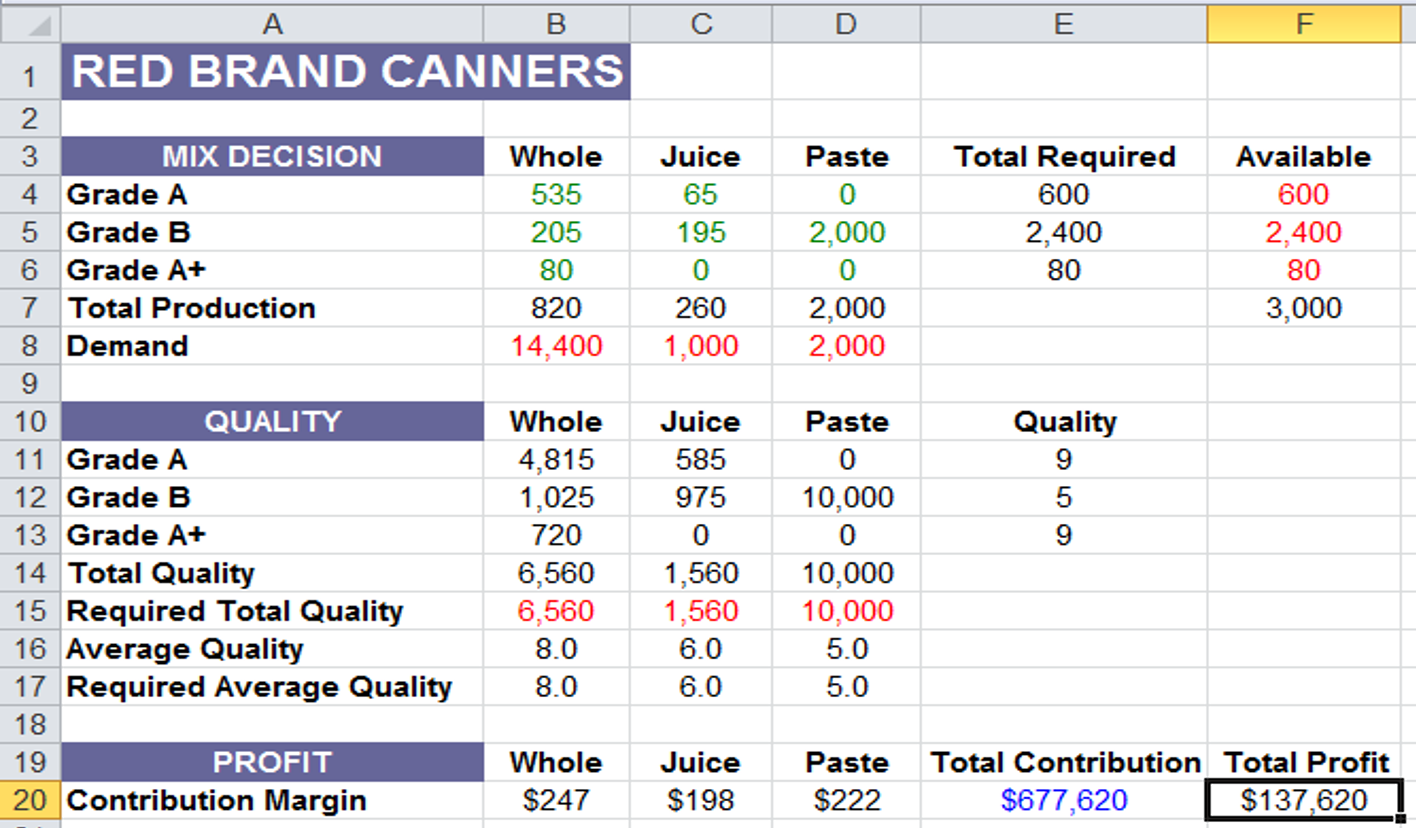 A B C D E F
1 RED BRAND CANNERS
2
3 MIX DECISION Whole Juice Paste Total Required Available
4 Grade A 535 65 0 600 600
5 Grade B 205 195 2,000 2,400 2,400
6 Grade A+ 80 0 0 80 80
7 Total Production 820 260 2,000 3,000
8 Demand 14,400 1,000 2,000
9
10 QUALITY Whole Juice Paste Quality
11 Grade A 4,815 585 0 9
12 Grade B 1,025 975 10,000 5
13 Grade A+ 720 0 0 9
14 Total Quality 6,560 1,560 10,000
15 Required Total Quality 6,560 1,560 10,000
16 Average Quality 8.0 6.0 5.0
17 Required Average Quality 8.0 6.0 5.0
18
19 PROFIT Whole Juice Paste Total Contribution Total Profit
20 Contribution Margin $247 $198 $222 $677,620 $137,620